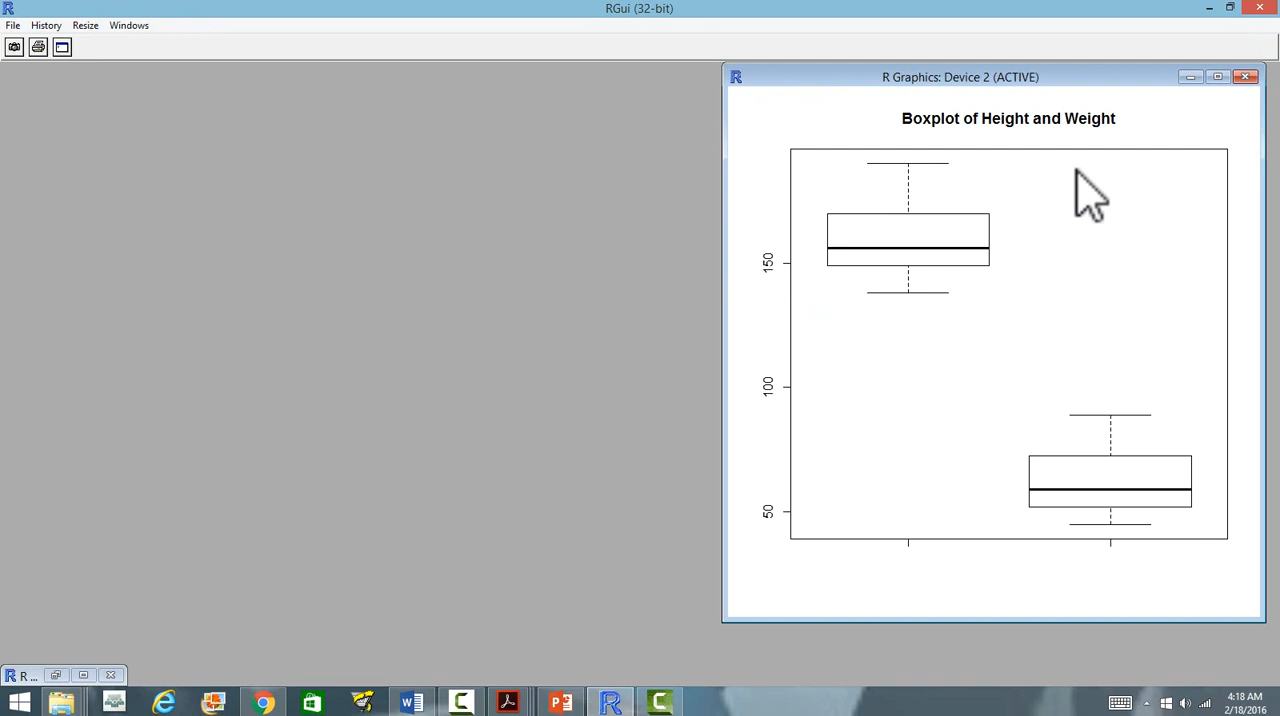 RGui (32-bit)
File History Resize Windows
R Graphics: Device 2 (ACTIVE)
Boxplot of Height and Weight
150
100
50
R ...
4:18 AM
2/18/2016